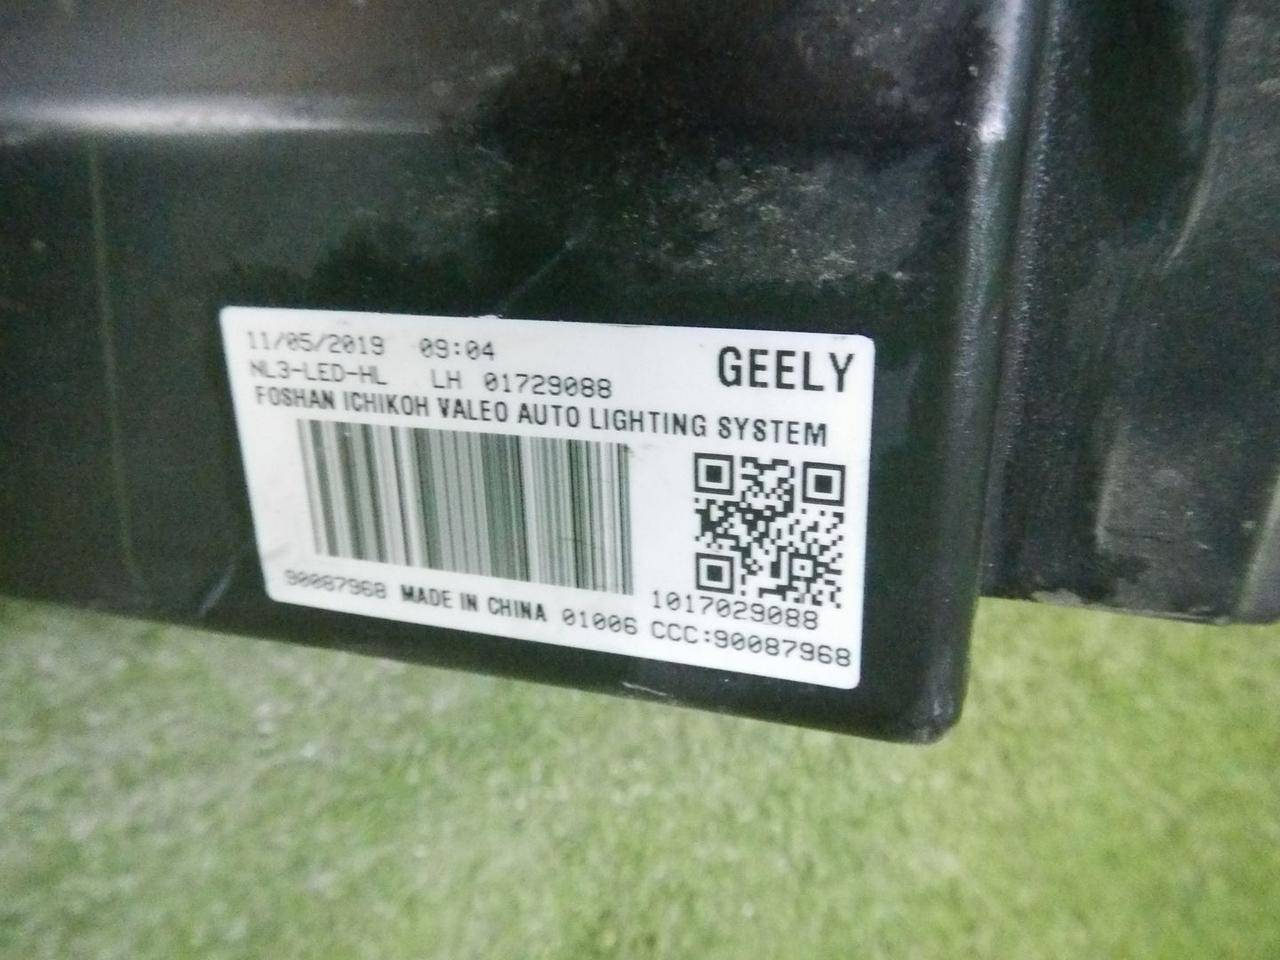 11/05/2019 09:04
GEELY
NL3-LED-HL LH 01729088
FOSHAN ICHIKOH VALEO AUTO LIGHTING SYSTEM
1017029088
90087968 MADE IN CHINA 01006 CCC:90087968